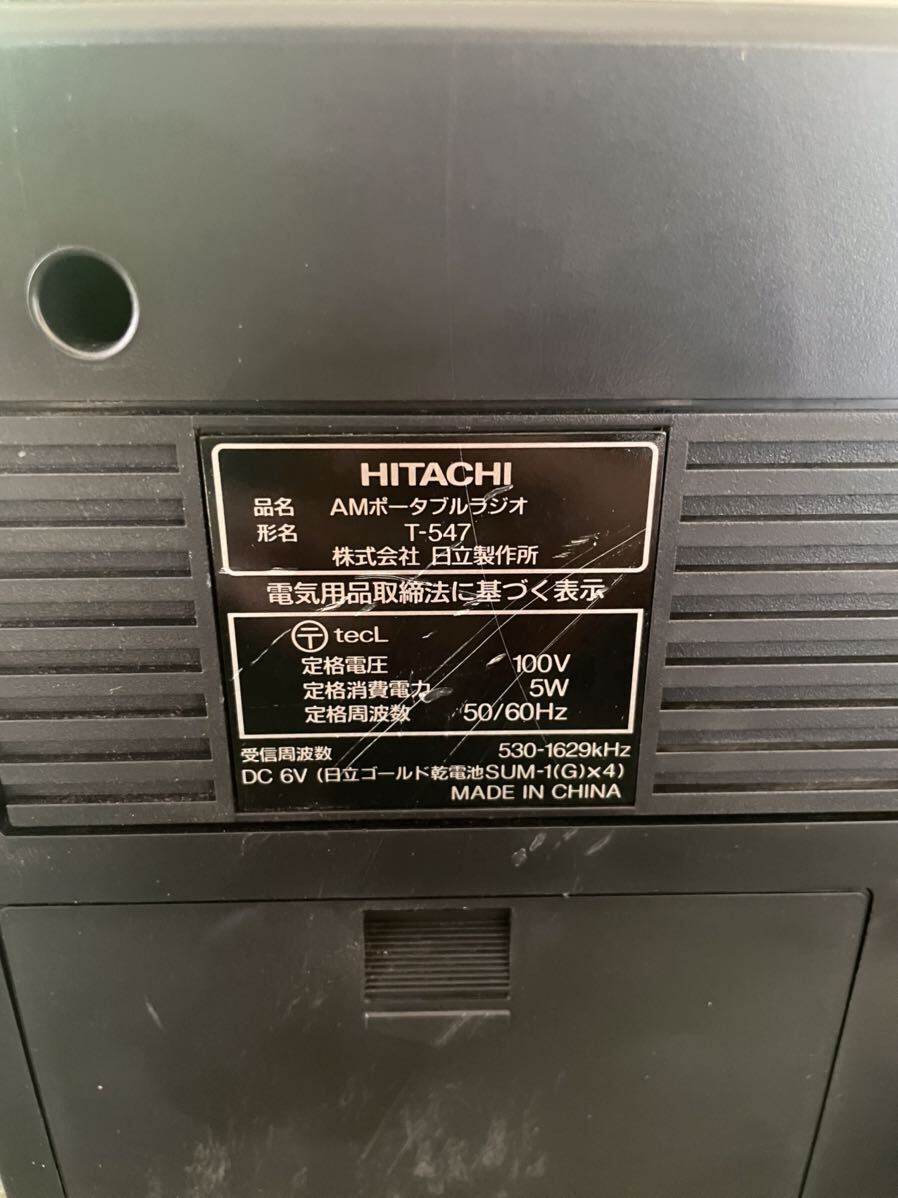 HITACHI
品名 AMポータブルラジオ
形名 T-547
株式会社 日立製作所
電気用品取締法に基づく表示
〒 tecL
定格電圧 100V
定格消費電力 5W
定格周波数 50/60Hz
受信周波数 530-1629kHz
DC 6V (日立ゴールド乾電池SUM-1(G)×4)
MADE IN CHINA